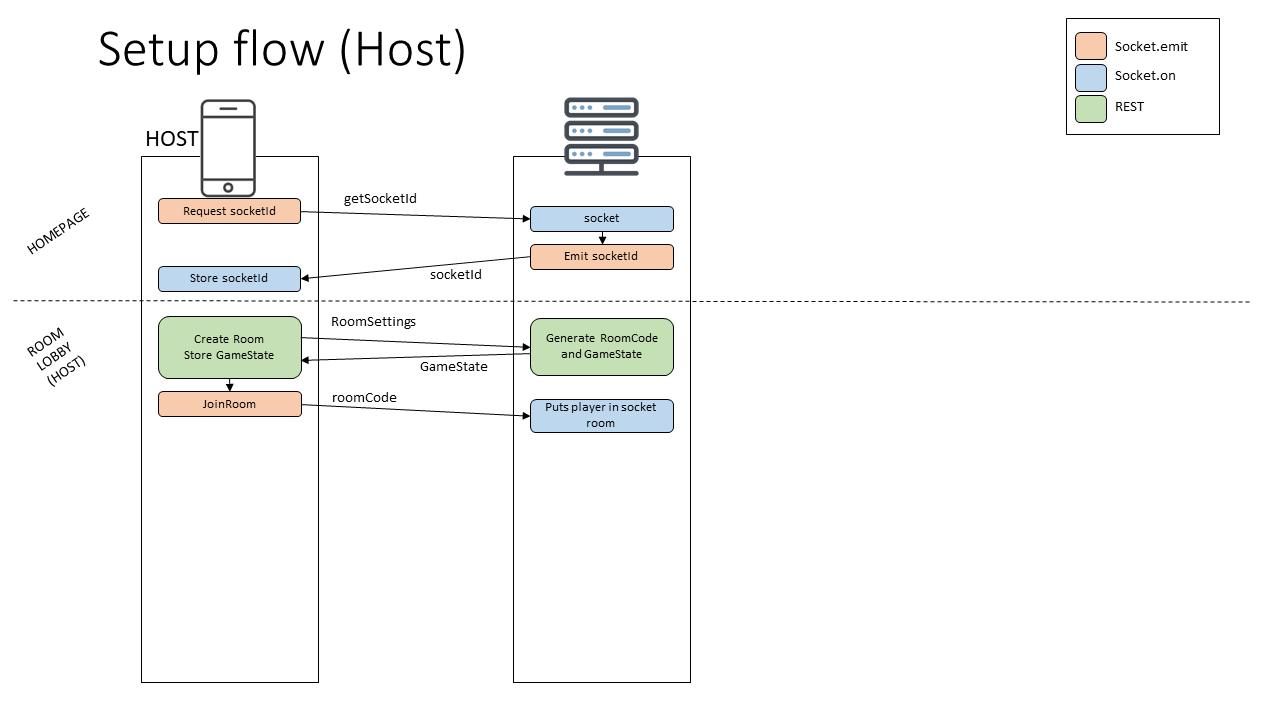 Setup flow (Host)
Socket.emit
Socket.on
REST
HOST
HOMEPAGE
Request socketId
getSocketId
socket
Emit socketId
socketId
Store socketId
ROOM
LOBBY
(HOST)
Create Room
Store GameState
RoomSettings
Generate RoomCode
and GameState
GameState
JoinRoom
roomCode
Puts player in socket
room